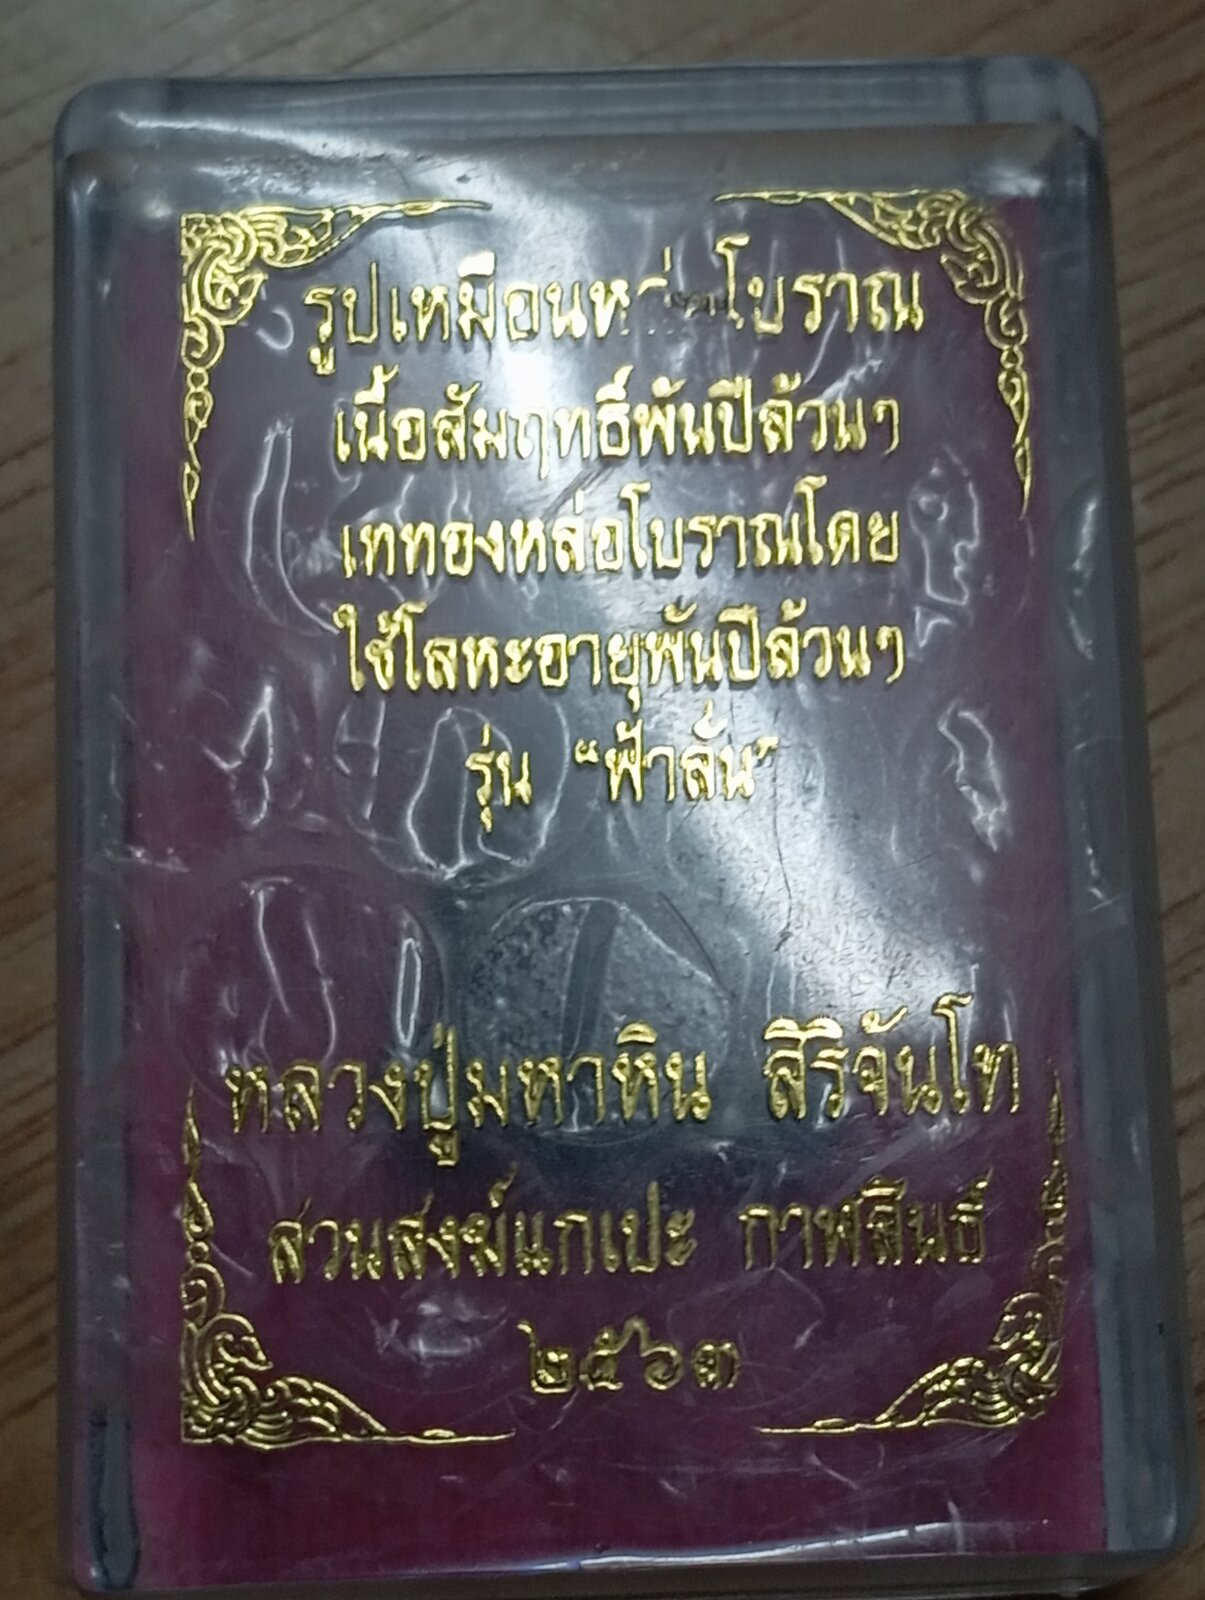 รูปเหมือนหล่อโบราณ
เนื้อสัมฤทธิ์พันปีล้วนๆ
เททองหล่อโบราณโดย
ใช้โลหะอายุพันปีล้วนๆ
รุ่น "ฟ้าลั่น"
หลวงปู่มหาหิน สิริจันโท
สวนสงฆ์แกเปะ กาฬสินธุ์
๒๕๖๓